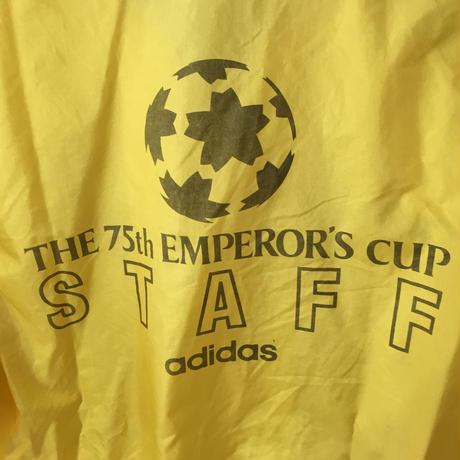 THE 75th EMPEROR'S CUP
STAFF
adidas